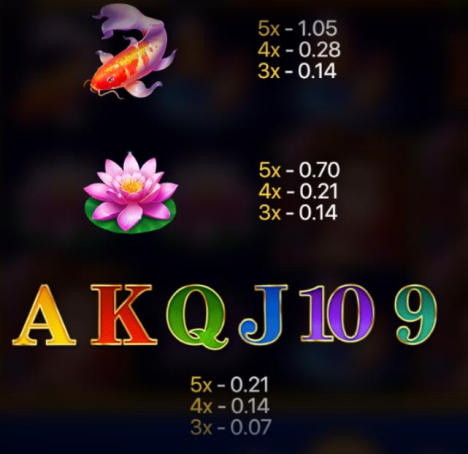 5x - 1.05
4x - 0.28
3x - 0.14
5x - 0.70
4x - 0.21
3x - 0.14
A K Q J 10 9
5x - 0.21
4x - 0.14
3x - 0.07